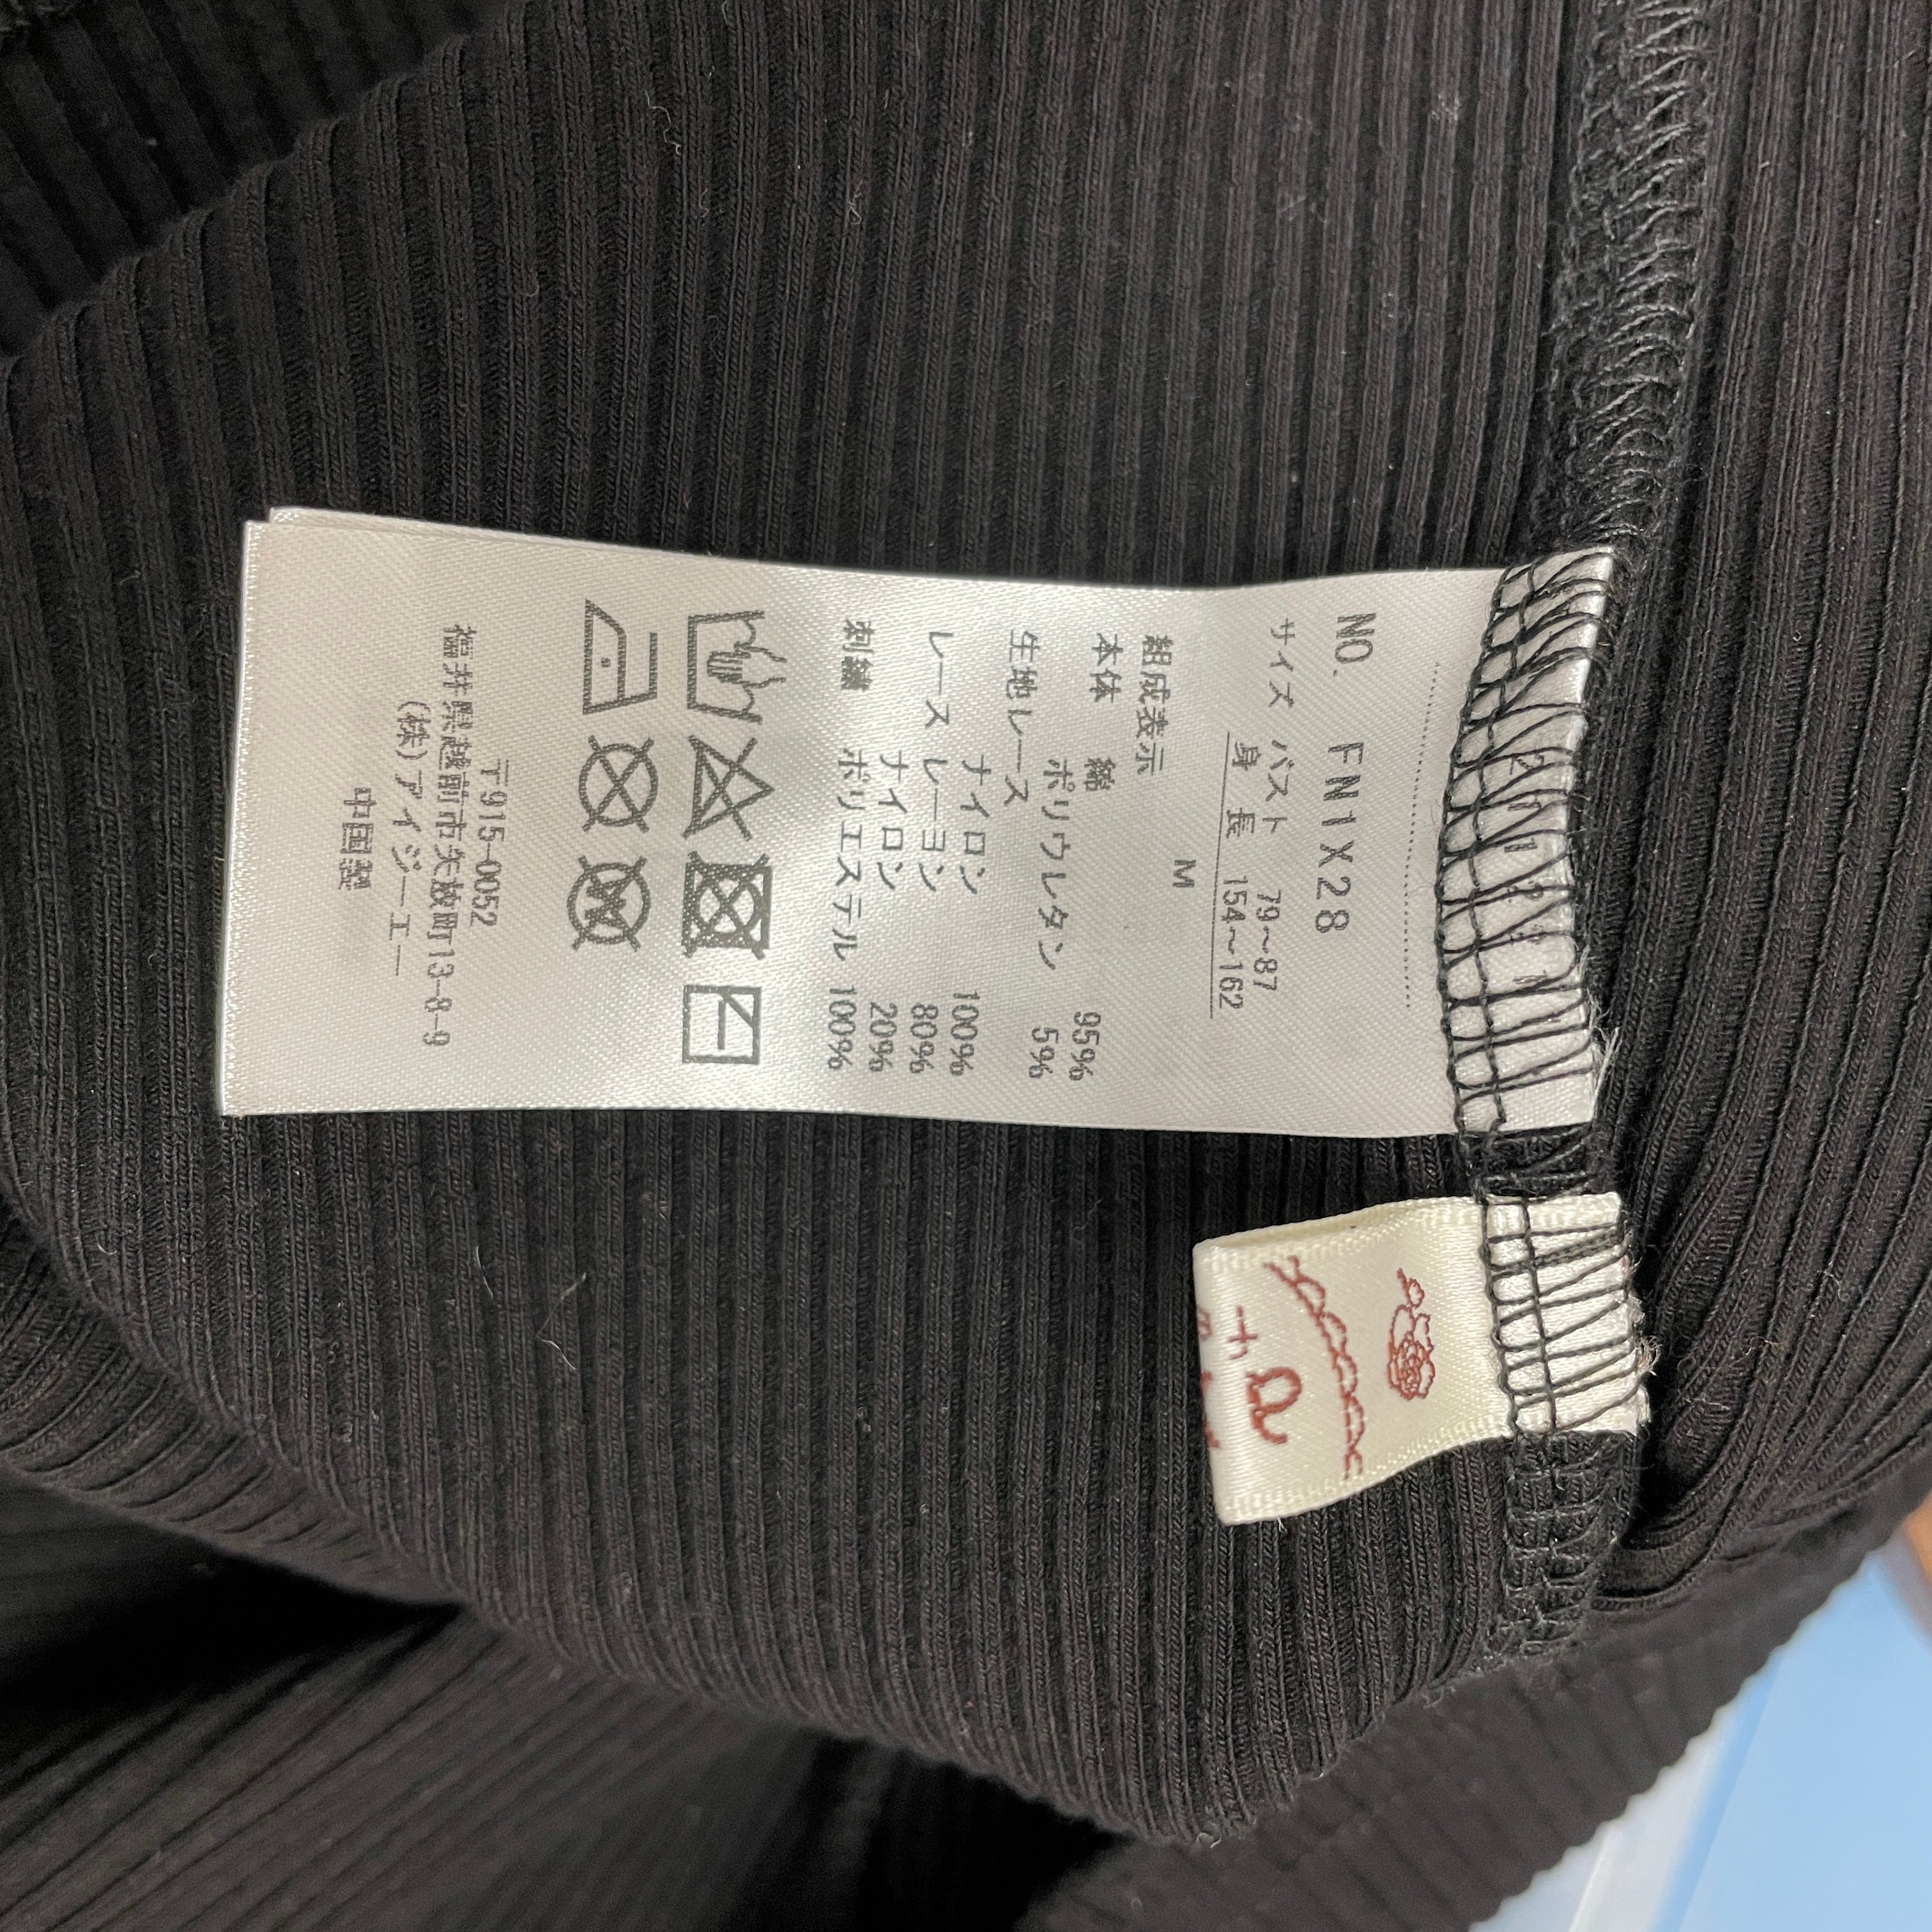 NO. FN1X28
サイズ バスト 79～87
身長 154～162
M
組成表示
本体 綿 95%
ポリウレタン 5%
生地レース
ナイロン 100%
レース レーヨン 80%
ナイロン 20%
刺繍 ポリエステル 100%
〒915-0052
福井県越前市矢放町13-8-9
(株)アイジーエー
中国製